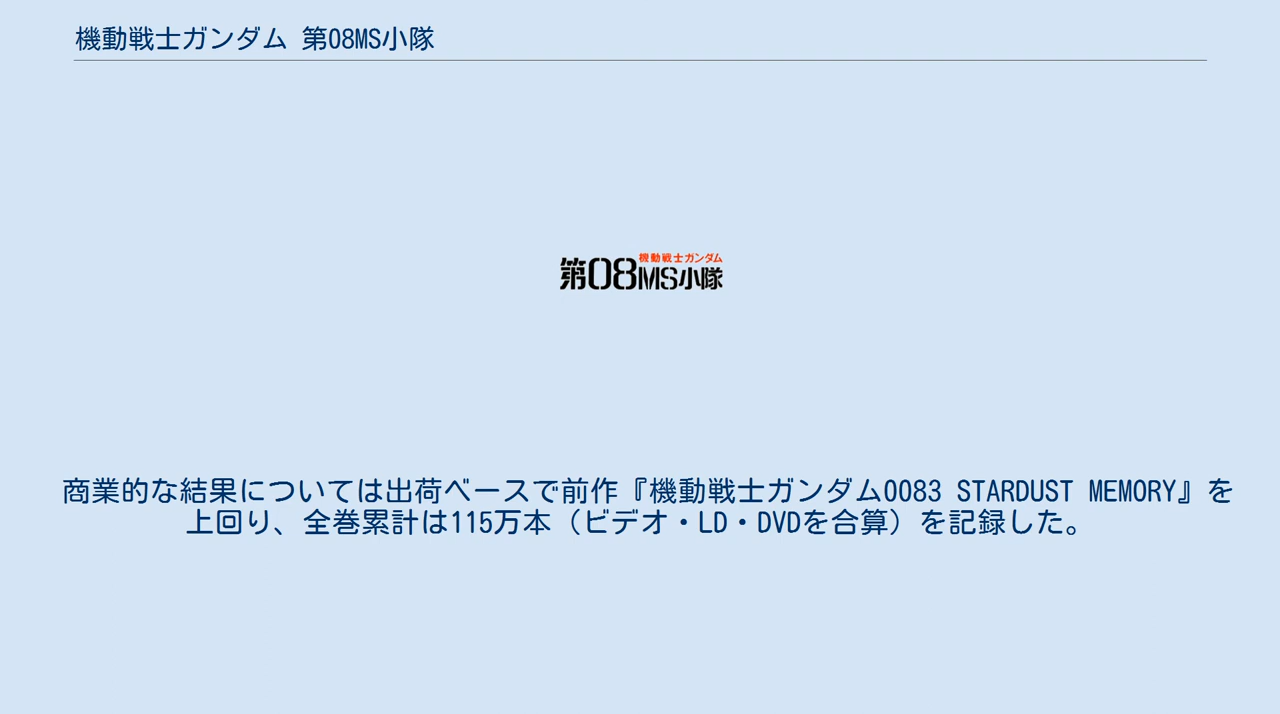 機動戦士ガンダム 第08MS小隊
機動戦士ガンダム
第08MS小隊
商業的な結果については出荷ベースで前作『機動戦士ガンダム0083 STARDUST MEMORY』を
上回り、全巻累計は115万本（ビデオ・LD・DVDを合算）を記録した。